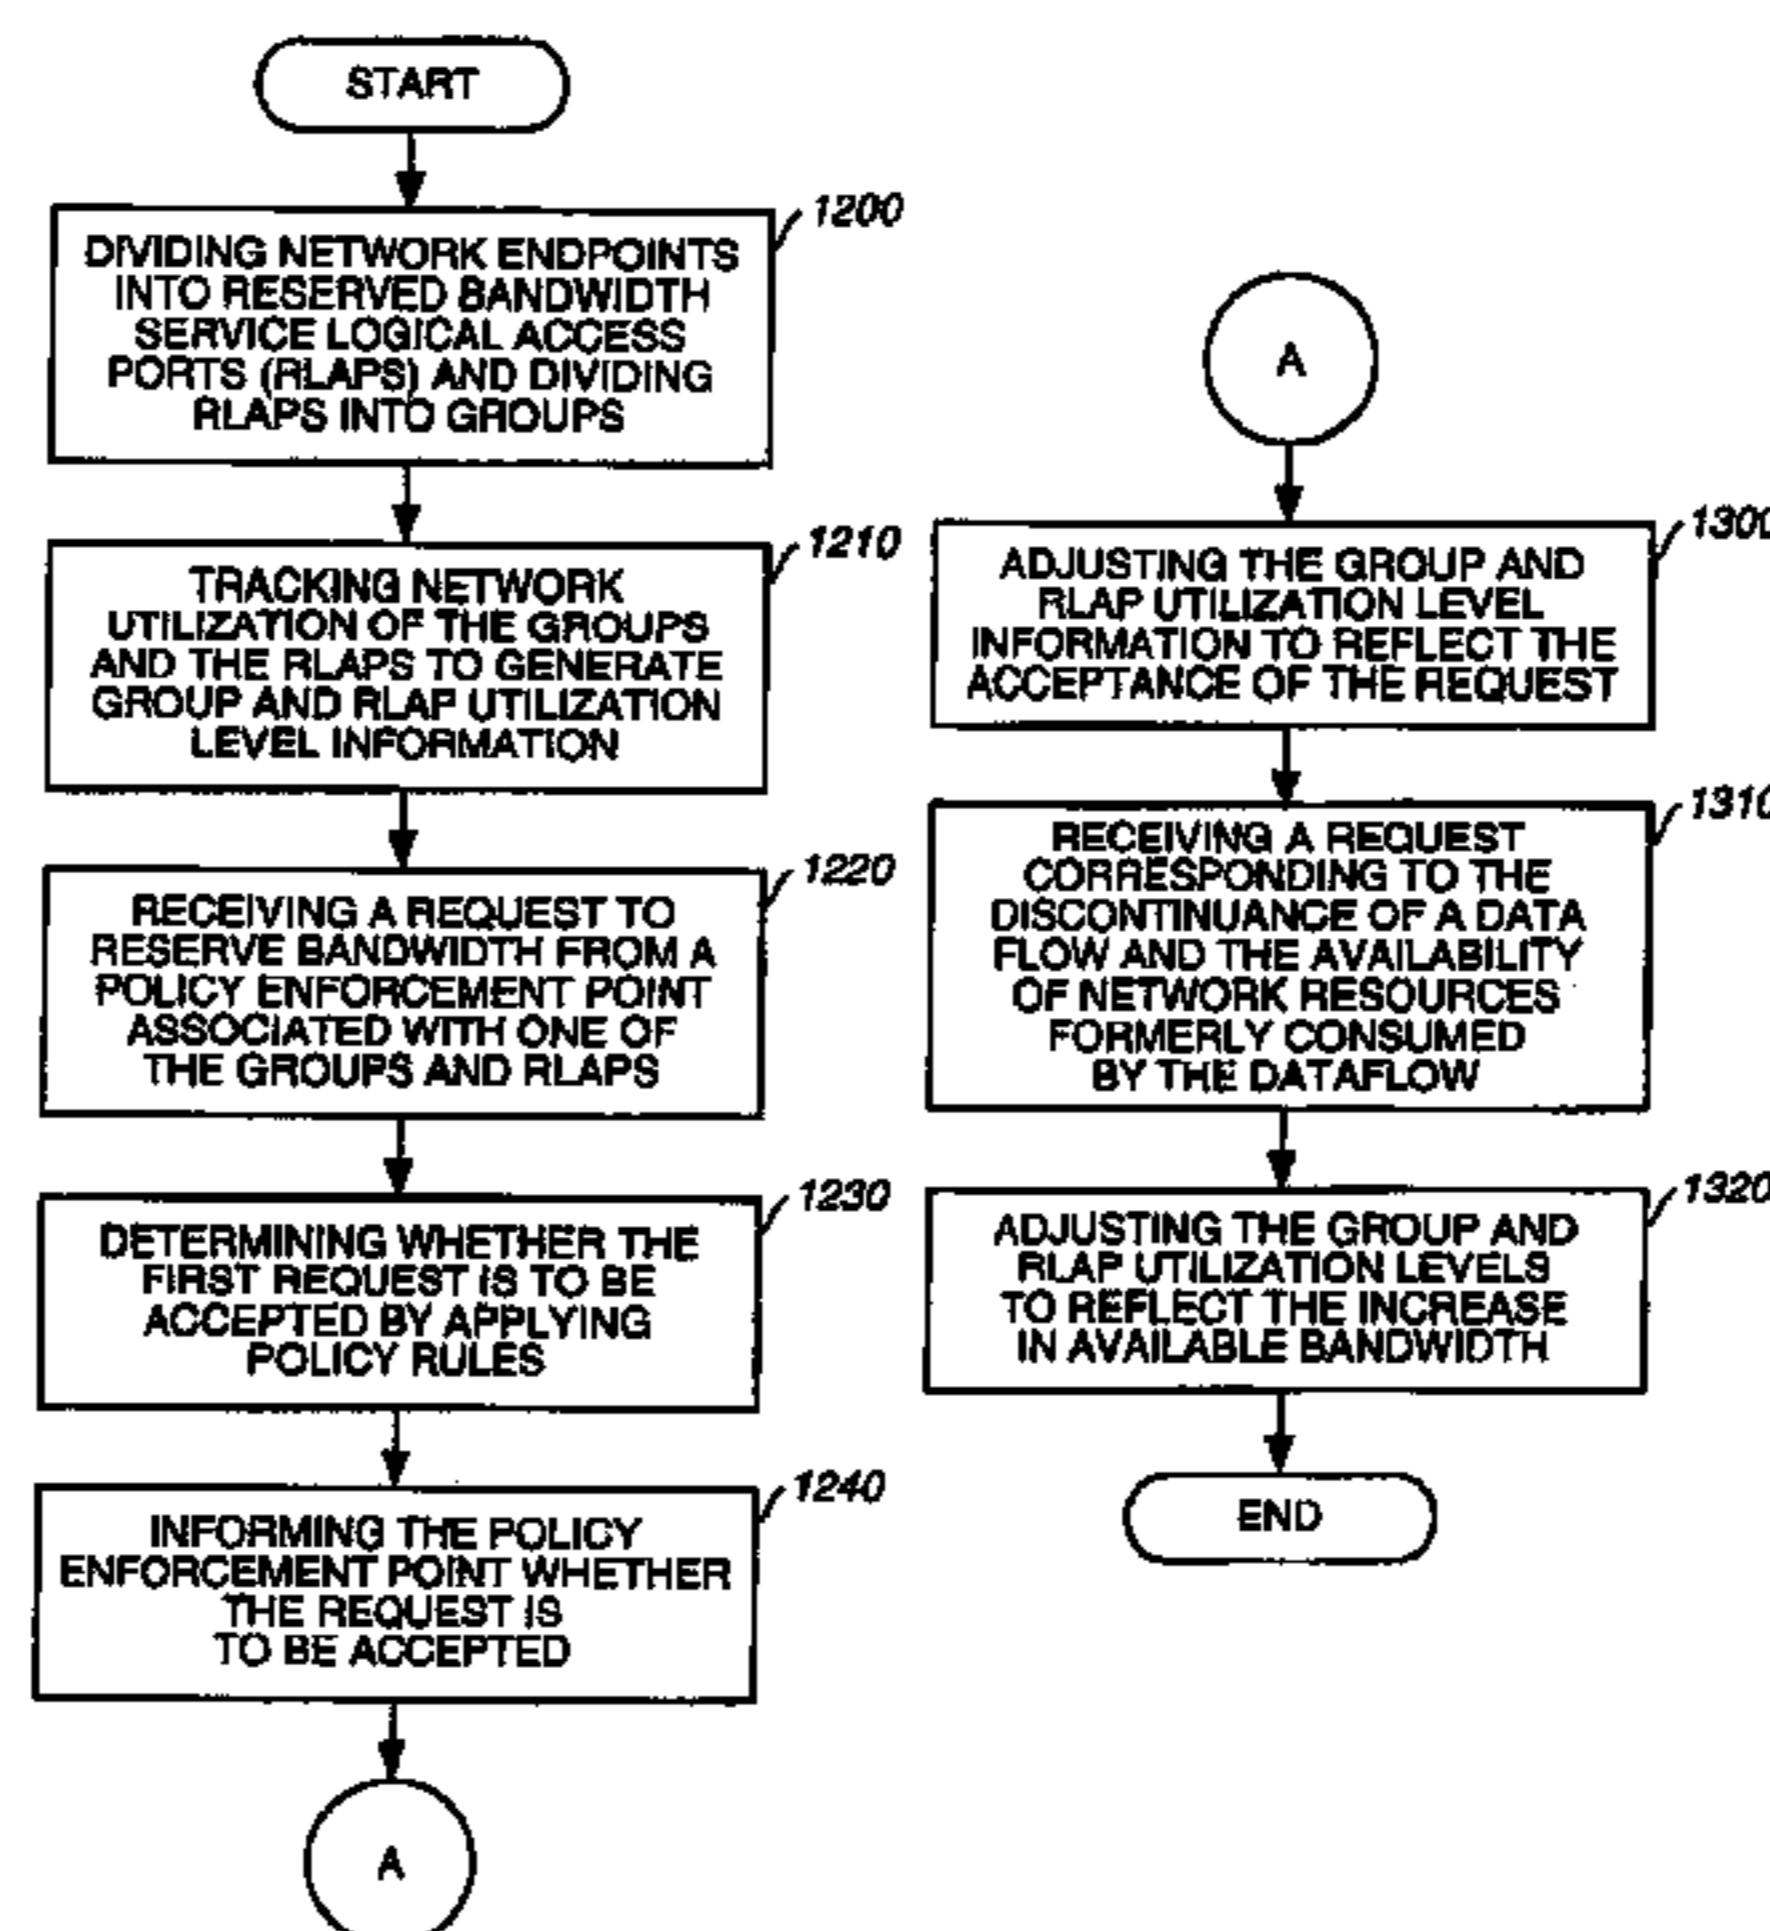 START
1200
DIVIDING NETWORK ENDPOINTS
INTO RESERVED BANDWIDTH
SERVICE LOGICAL ACCESS
PORTS (RLAPS) AND DIVIDING
RLAPS INTO GROUPS
1210
TRACKING NETWORK
UTILIZATION OF THE GROUPS
AND THE RLAPS TO GENERATE
GROUP AND RLAP UTILIZATION
LEVEL INFORMATION
1220
RECEIVING A REQUEST TO
RESERVE BANDWIDTH FROM A
POLICY ENFORCEMENT POINT
ASSOCIATED WITH ONE OF
THE GROUPS AND RLAPS
1230
DETERMINING WHETHER THE
FIRST REQUEST IS TO BE
ACCEPTED BY APPLYING
POLICY RULES
1240
INFORMING THE POLICY
ENFORCEMENT POINT WHETHER
THE REQUEST IS
TO BE ACCEPTED
A
A
1300
ADJUSTING THE GROUP AND
RLAP UTILIZATION LEVEL
INFORMATION TO REFLECT THE
ACCEPTANCE OF THE REQUEST
1310
RECEIVING A REQUEST
CORRESPONDING TO THE
DISCONTINUANCE OF A DATA
FLOW AND THE AVAILABILITY
OF NETWORK RESOURCES
FORMERLY CONSUMED
BY THE DATAFLOW
1320
ADJUSTING THE GROUP AND
RLAP UTILIZATION LEVELS
TO REFLECT THE INCREASE
IN AVAILABLE BANDWIDTH
END